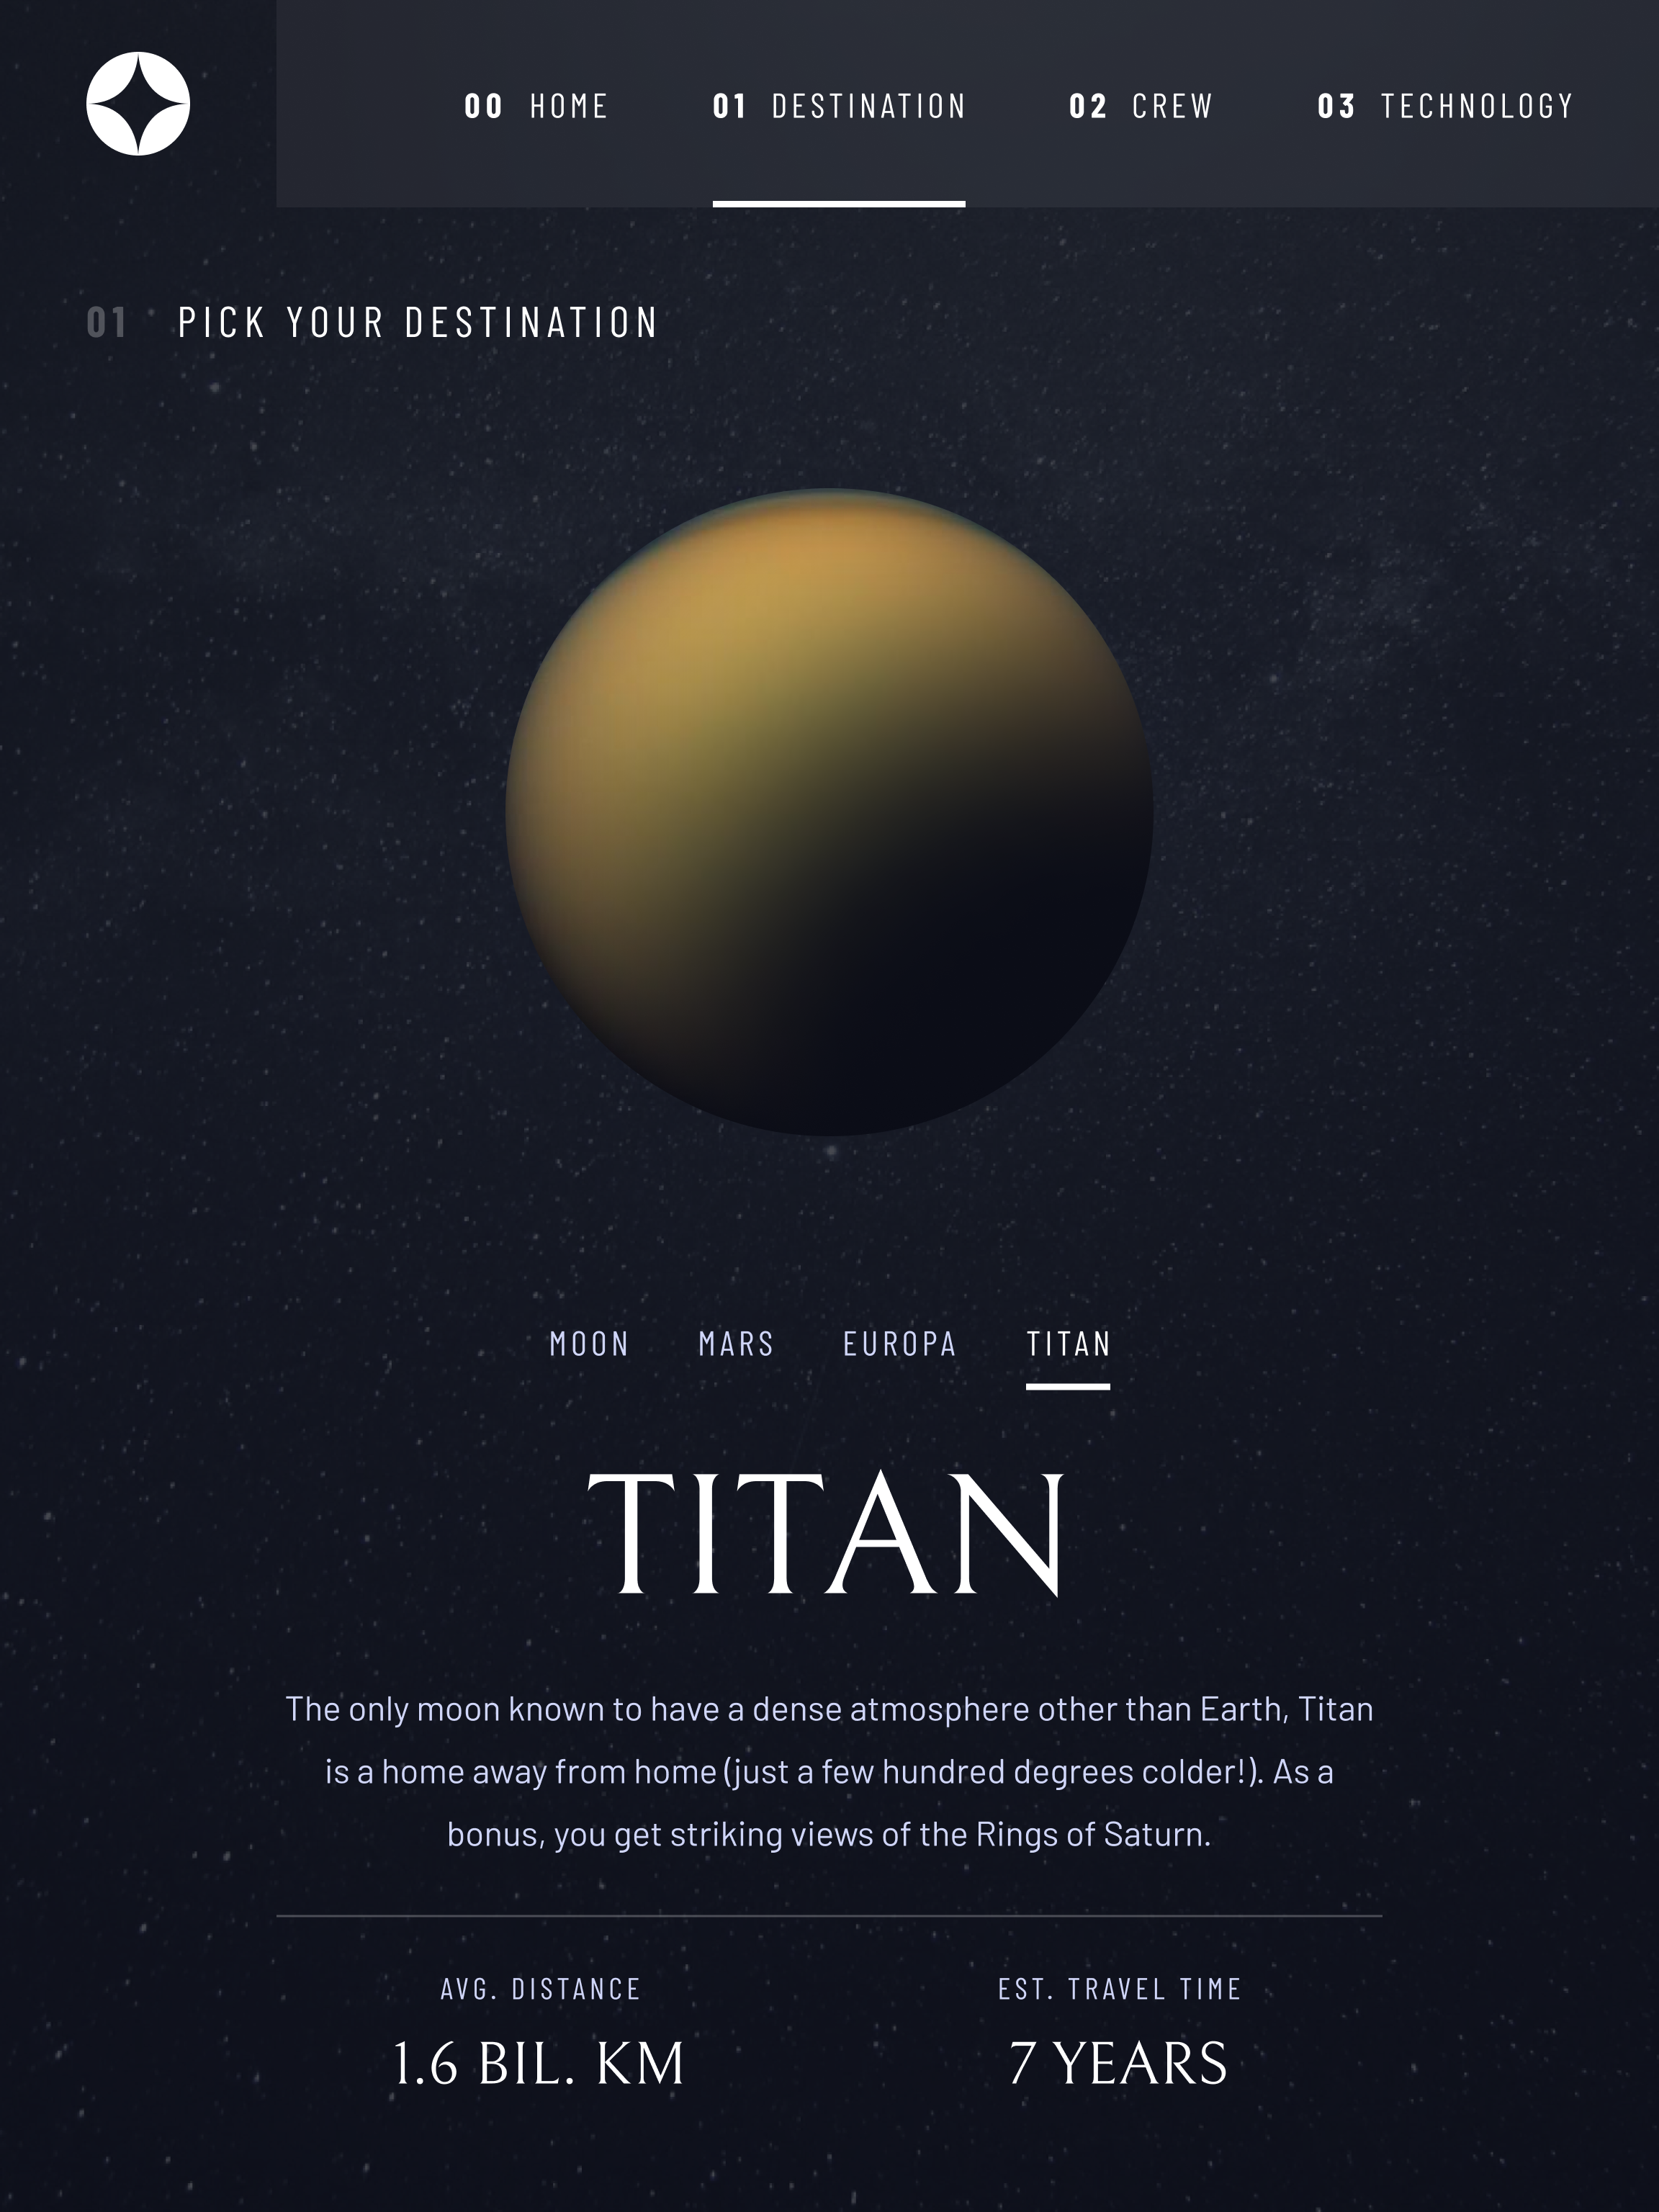 00 HOME 01 DESTINATION 02 CREW 03 TECHNOLOGY
01 PICK YOUR DESTINATION
MOON MARS EUROPA TITAN
TITAN
The only moon known to have a dense atmosphere other than Earth, Titan
is a home away from home (just a few hundred degrees colder!). As a
bonus, you get striking views of the Rings of Saturn.
AVG. DISTANCE
1.6 BIL. KM
EST. TRAVEL TIME
7 YEARS